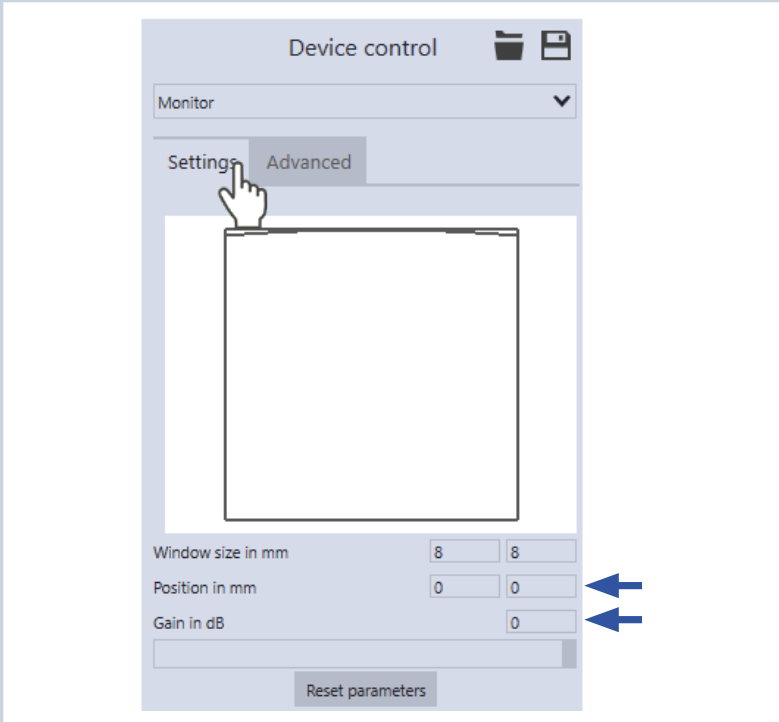 Device control
Monitor
Settings Advanced
Window size in mm 8 8
Position in mm 0 0
Gain in dB 0
Reset parameters